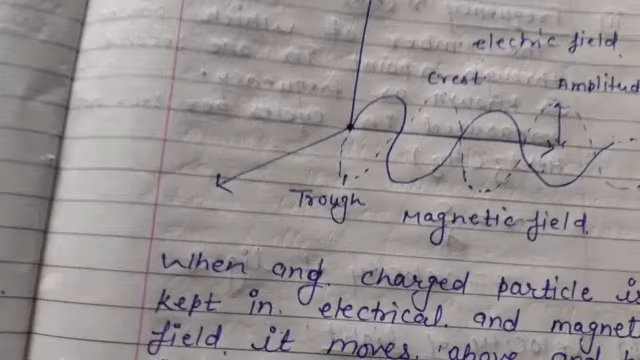 electric field.
Crest Amplitud
Trough Magnetic field.
When any charged particle is
kept in. electrical. and magnet
field. it moves. above and